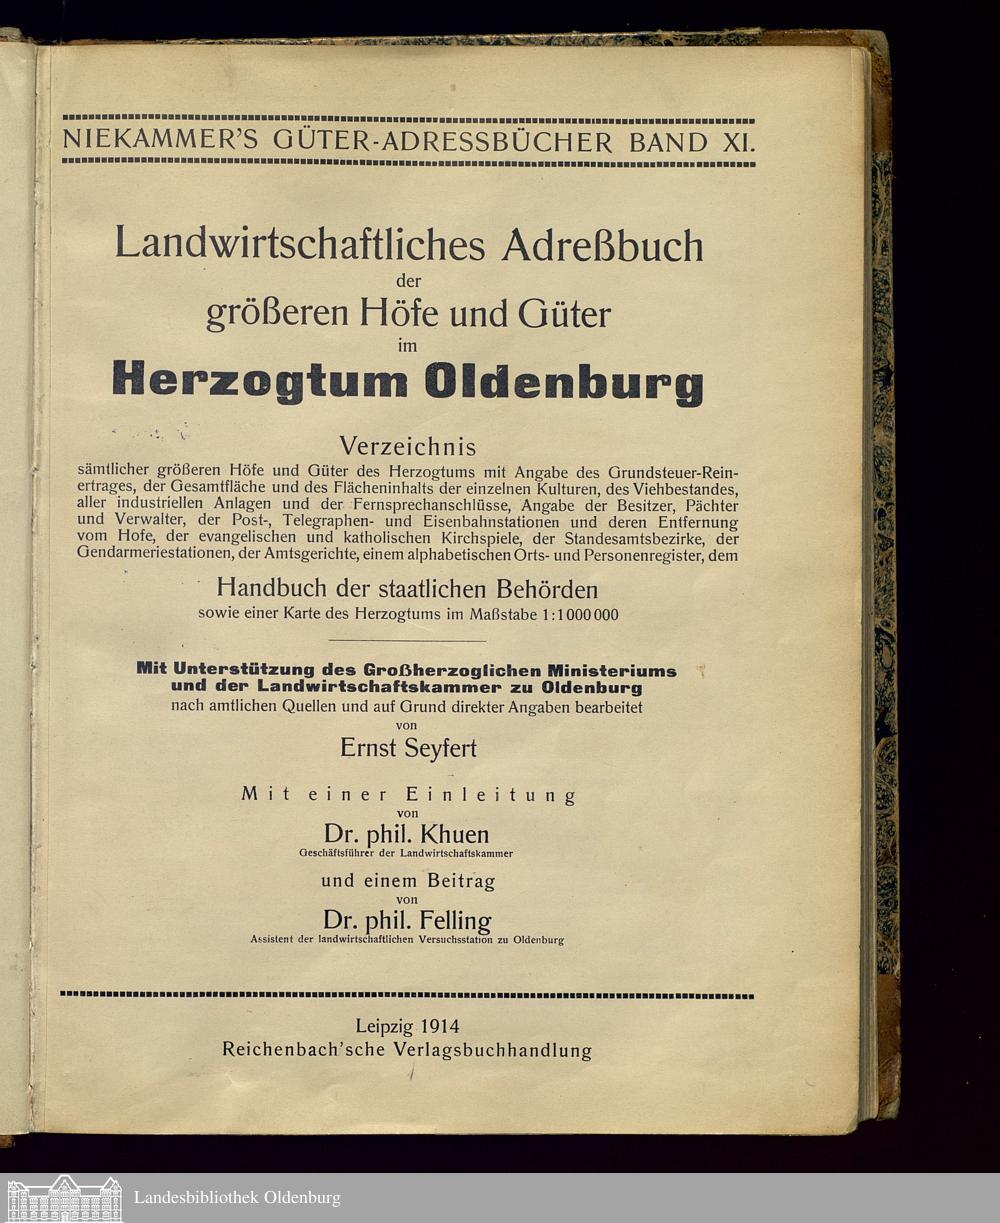 NIEKAMMER'S GÜTER-ADRESSBÜCHER BAND XI.
Landwirtschaftliches Adreßbuch
der
größeren Höfe und Güter
im
Herzogtum Oldenburg
Verzeichnis
sämtlicher größeren Höfe und Güter des Herzogtums mit Angabe des Grundsteuer-Rein-
ertrages, der Gesamtfläche und des Flächeninhalts der einzelnen Kulturen, des Viehbestandes,
aller industriellen Anlagen und der Fernsprechanschlüsse, Angabe der Besitzer, Pächter
und Verwalter, der Post-, Telegraphen- und Eisenbahnstationen und deren Entfernung
vom Hofe, der evangelischen und katholischen Kirchspiele, der Standesamtsbezirke, der
Gendarmeriestationen, der Amtsgerichte, einem alphabetischen Orts- und Personenregister, dem
Handbuch der staatlichen Behörden
sowie einer Karte des Herzogtums im Maßstabe 1:1 000 000
Mit Unterstützung des Großherzoglichen Ministeriums
und der Landwirtschaftskammer zu Oldenburg
nach amtlichen Quellen und auf Grund direkter Angaben bearbeitet
von
Ernst Seyfert
Mit einer Einleitung
von
Dr. phil. Khuen
Geschäftsführer der Landwirtschaftskammer
und einem Beitrag
von
Dr. phil. Felling
Assistent der landwirtschaftlichen Versuchsstation zu Oldenburg
Leipzig 1914
Reichenbach'sche Verlagsbuchhandlung
Landesbibliothek Oldenburg